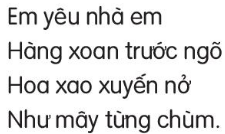 Em yêu nhà em
Hàng xoan trước ngõ
Hoa xao xuyến nở
Như mây từng chùm.